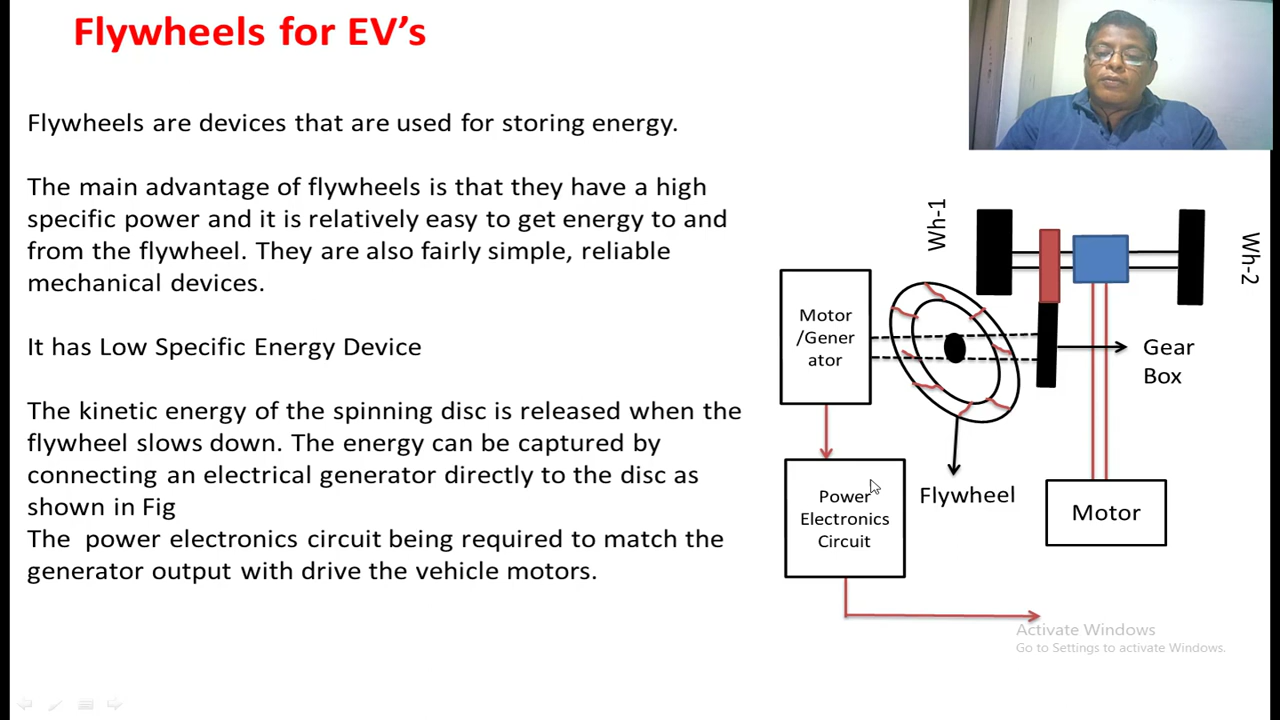 Flywheels for EV’s
Flywheels are devices that are used for storing energy.
The main advantage of flywheels is that they have a high
specific power and it is relatively easy to get energy to and
from the flywheel. They are also fairly simple, reliable
mechanical devices.
It has Low Specific Energy Device
The kinetic energy of the spinning disc is released when the
flywheel slows down. The energy can be captured by
connecting an electrical generator directly to the disc as
shown in Fig
The  power electronics circuit being required to match the
generator output with drive the vehicle motors.
Wh-1
Wh-2
Motor
/Gener
ator
Gear
Box
Power
Electronics
Circuit
Flywheel
Motor
Activate Windows
Go to Settings to activate Windows.